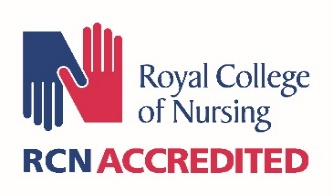 Royal College
of Nursing
RCN ACCREDITED